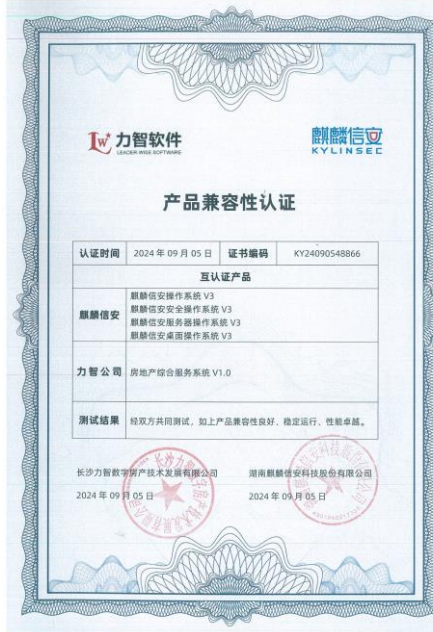 力智软件
LEADER WISE SOFTWARE
麒麟信安
KYLINSEC
产品兼容性认证
认证时间 2024 年 09 月 05 日 证书编码 KY24090548866
互认证产品
麒麟信安
麒麟信安操作系统 V3
麒麟信安安全操作系统 V3
麒麟信安服务器操作系统 V3
麒麟信安桌面操作系统 V3
力智公司 房地产综合服务系统 V1.0
测试结果 经双方共同测试，如上产品兼容性良好、稳定运行、性能卓越。
长沙力智数字房产技术发展有限公司 湖南麒麟信安科技股份有限公司
2024 年 09 月 05 日 2024 年 09 月 05 日